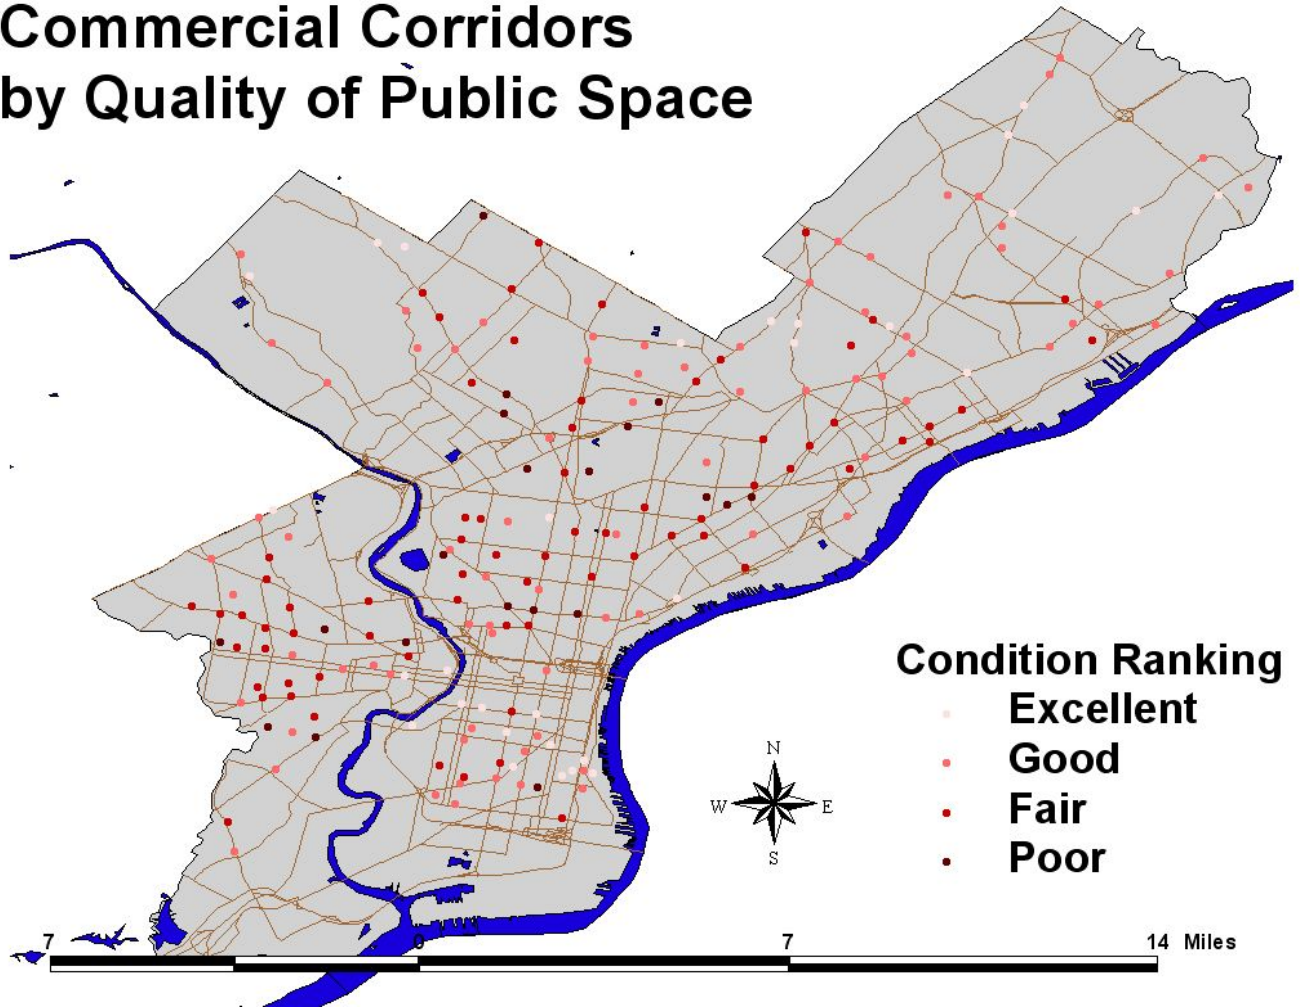 Commercial Corridors
by Quality of Public Space
Condition Ranking
Excellent
Good
Fair
Poor
N
W E
S
7 0 7 14 Miles